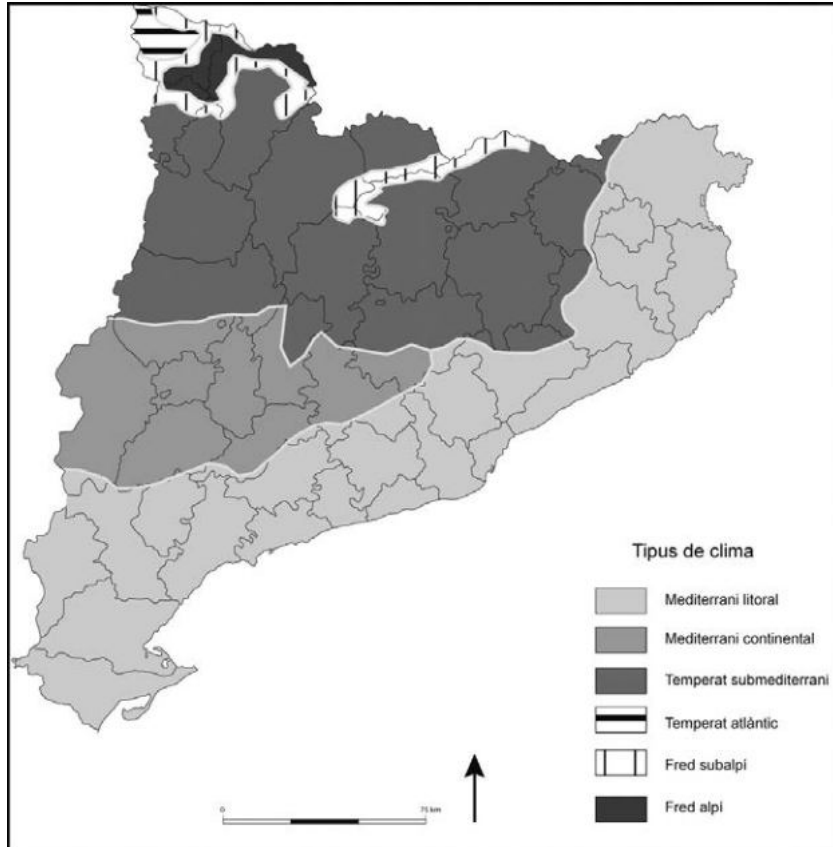 Tipus de clima
Mediterrani litoral
Mediterrani continental
Temperat submediterrani
Temperat atlàntic
Fred subalpí
Fred alpí
0
75 km